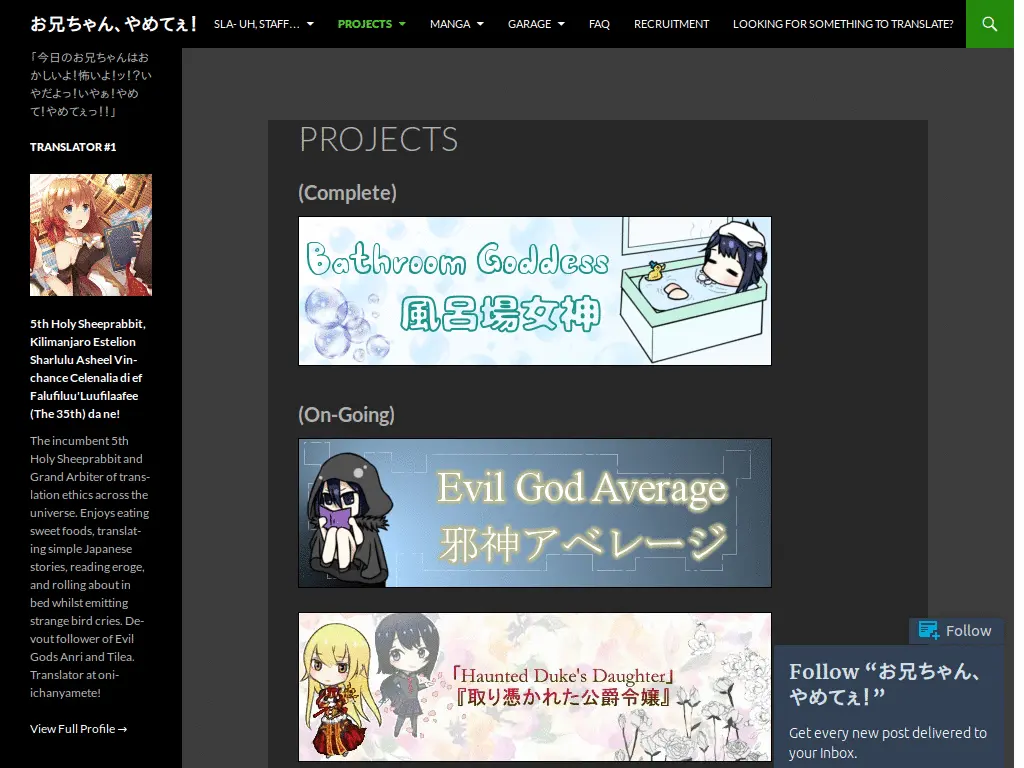 お兄ちゃん、やめてぇ!
SLA- UH, STAFF…
PROJECTS
MANGA
GARAGE
FAQ
RECRUITMENT
LOOKING FOR SOMETHING TO TRANSLATE?
「今日のお兄ちゃんはお
かしいよ!怖いよ!ッ!?い
やだよっ!いやぁ!やめ
て!やめてぇっ!!」
TRANSLATOR #1
5th Holy Sheeprabbit,
Kilimanjaro Estelion
Sharlulu Asheel Vin-
chance Celenalia di ef
Falufiluu'Luufilaafee
(The 35th) da ne!
The incumbent 5th
Holy Sheeprabbit and
Grand Arbiter of trans-
lation ethics across the
universe. Enjoys eating
sweet foods, translat-
ing simple Japanese
stories, reading eroge,
and rolling about in
bed whilst emitting
strange bird cries. De-
vout follower of Evil
Gods Anri and Tilea.
Translator at oni-
ichanyamete!
View Full Profile →
PROJECTS
(Complete)
Bathroom Goddess
風呂場女神
(On-Going)
Evil God Average
邪神アベレージ
「Haunted Duke's Daughter」
『取り憑かれた公爵令嬢』
Follow
Follow “お兄ちゃん、
やめてぇ!”
Get every new post delivered to
your Inbox.